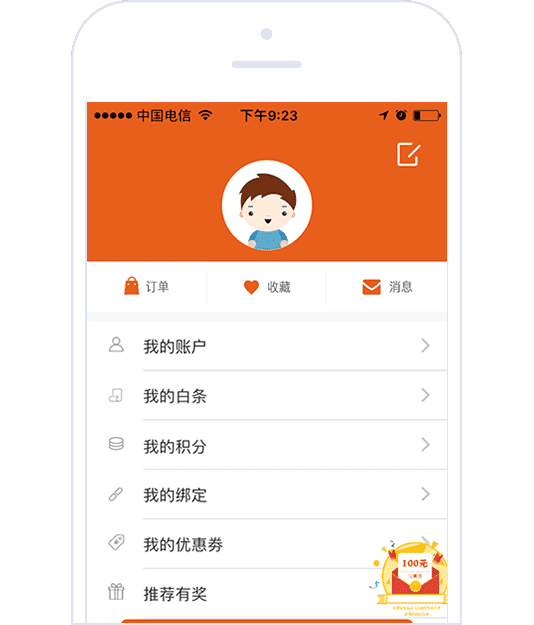 中国电信 下午9:23
订单 收藏 消息
我的账户
我的白条
我的积分
我的绑定
我的优惠券
100元
推荐有奖